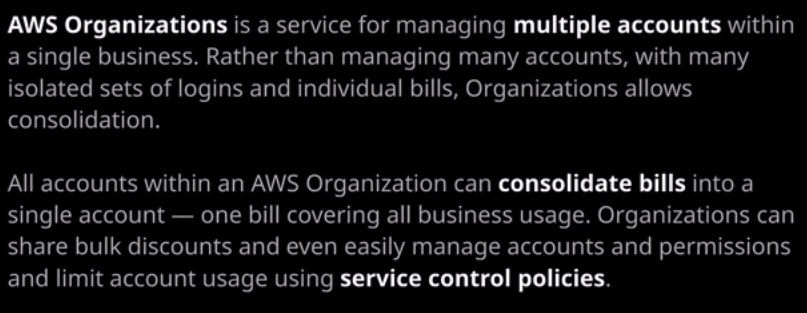 AWS Organizations is a service for managing multiple accounts within
a single business. Rather than managing many accounts, with many
isolated sets of logins and individual bills, Organizations allows
consolidation.
All accounts within an AWS Organization can consolidate bills into a
single account — one bill covering all business usage. Organizations can
share bulk discounts and even easily manage accounts and permissions
and limit account usage using service control policies.